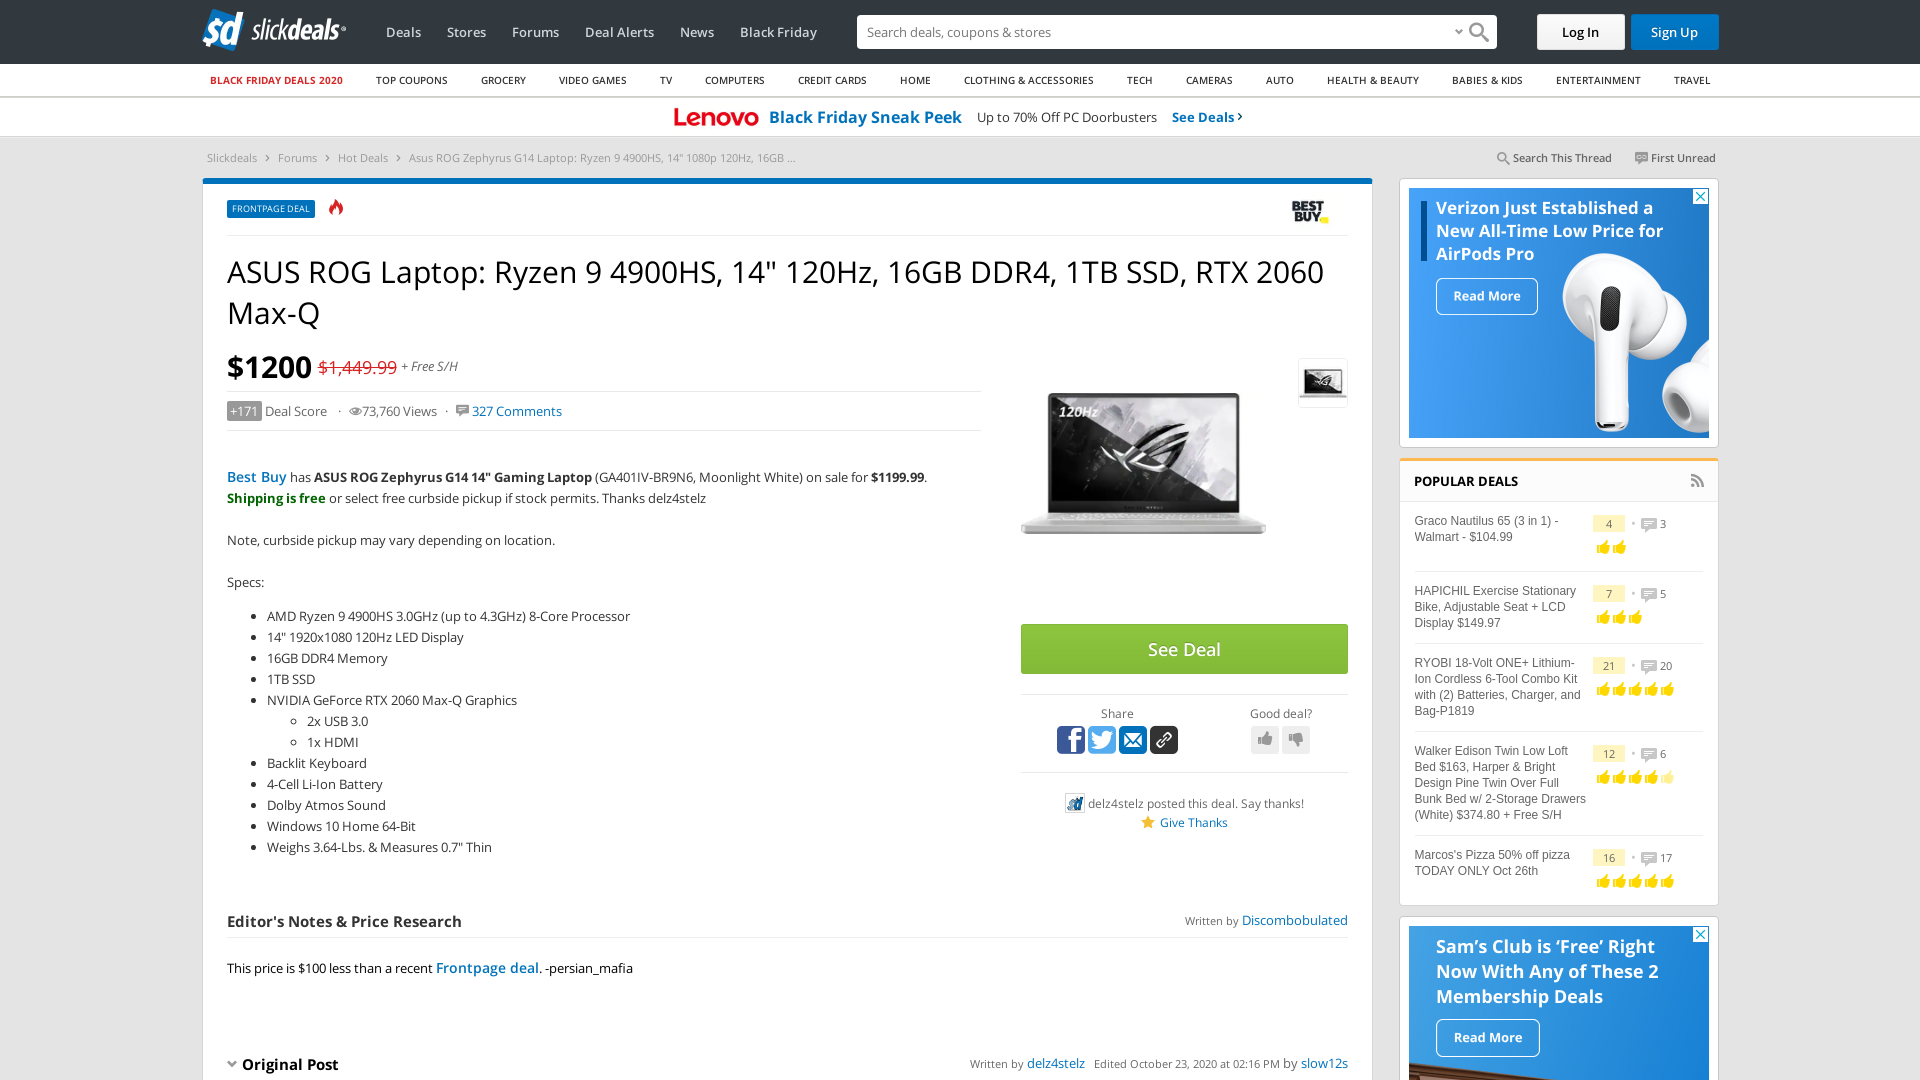 slickdeals
Deals Stores Forums Deal Alerts News Black Friday
Search deals, coupons & stores
Log In Sign Up
BLACK FRIDAY DEALS 2020 TOP COUPONS GROCERY VIDEO GAMES TV COMPUTERS CREDIT CARDS HOME CLOTHING & ACCESSORIES TECH CAMERAS AUTO HEALTH & BEAUTY BABIES & KIDS ENTERTAINMENT TRAVEL
Lenovo Black Friday Sneak Peek Up to 70% Off PC Doorbusters See Deals ›
Slickdeals › Forums › Hot Deals › Asus ROG Zephyrus G14 Laptop: Ryzen 9 4900HS, 14" 1080p 120Hz, 16GB ...
Search This Thread First Unread
FRONTPAGE DEAL
BEST BUY
ASUS ROG Laptop: Ryzen 9 4900HS, 14" 120Hz, 16GB DDR4, 1TB SSD, RTX 2060
Max-Q
$1200 $1,449.99 + Free S/H
+171 Deal Score · 73,760 Views · 327 Comments
120Hz
Best Buy has ASUS ROG Zephyrus G14 14" Gaming Laptop (GA401IV-BR9N6, Moonlight White) on sale for $1199.99.
Shipping is free or select free curbside pickup if stock permits. Thanks delz4stelz
Note, curbside pickup may vary depending on location.
Specs:
• AMD Ryzen 9 4900HS 3.0GHz (up to 4.3GHz) 8-Core Processor
• 14" 1920x1080 120Hz LED Display
• 16GB DDR4 Memory
• 1TB SSD
• NVIDIA GeForce RTX 2060 Max-Q Graphics
◦ 2x USB 3.0
◦ 1x HDMI
• Backlit Keyboard
• 4-Cell Li-Ion Battery
• Dolby Atmos Sound
• Windows 10 Home 64-Bit
• Weighs 3.64-Lbs. & Measures 0.7" Thin
See Deal
Share Good deal?
delz4stelz posted this deal. Say thanks!
Give Thanks
Editor's Notes & Price Research
Written by Discombobulated
This price is $100 less than a recent Frontpage deal. -persian_mafia
Original Post
Written by delz4stelz Edited October 23, 2020 at 02:16 PM by slow12s
Verizon Just Established a
New All-Time Low Price for
AirPods Pro
Read More
POPULAR DEALS
Graco Nautilus 65 (3 in 1) -
Walmart - $104.99
4 • 3
HAPICHIL Exercise Stationary
Bike, Adjustable Seat + LCD
Display $149.97
7 • 5
RYOBI 18-Volt ONE+ Lithium-
Ion Cordless 6-Tool Combo Kit
with (2) Batteries, Charger, and
Bag-P1819
21 • 20
Walker Edison Twin Low Loft
Bed $163, Harper & Bright
Design Pine Twin Over Full
Bunk Bed w/ 2-Storage Drawers
(White) $374.80 + Free S/H
12 • 6
Marcos's Pizza 50% off pizza
TODAY ONLY Oct 26th
16 • 17
Sam's Club is ‘Free’ Right
Now With Any of These 2
Membership Deals
Read More